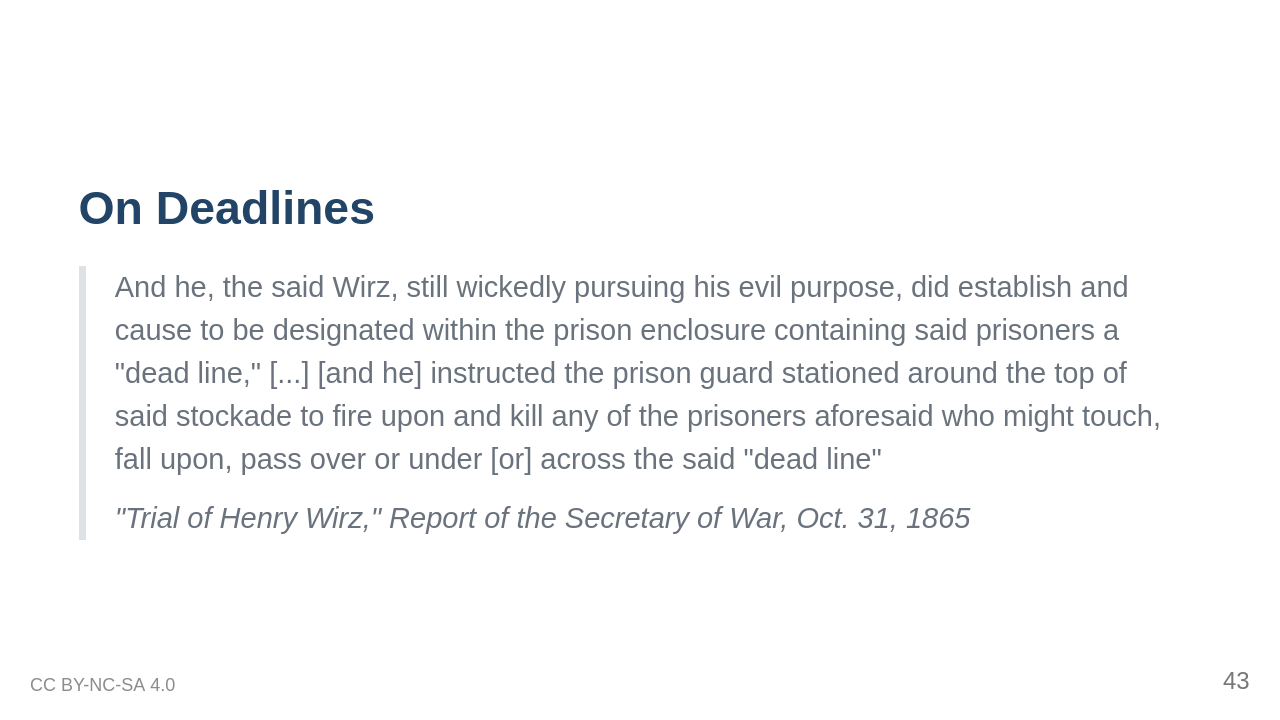 On Deadlines
And he, the said Wirz, still wickedly pursuing his evil purpose, did establish and
cause to be designated within the prison enclosure containing said prisoners a
"dead line," [...] [and he] instructed the prison guard stationed around the top of
said stockade to fire upon and kill any of the prisoners aforesaid who might touch,
fall upon, pass over or under [or] across the said "dead line"
"Trial of Henry Wirz," Report of the Secretary of War, Oct. 31, 1865
CC BY-NC-SA 4.0
43